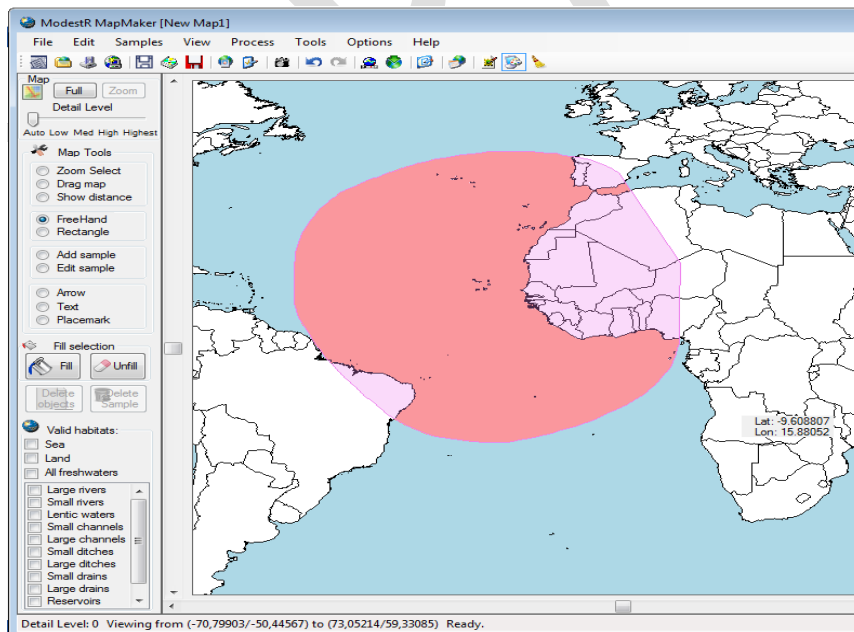 ModestR MapMaker [New Map1]
File Edit Samples View Process Tools Options Help
Map
Full Zoom
Detail Level
Auto Low Med High Highest
Map Tools
Zoom Select
Drag map
Show distance
FreeHand
Rectangle
Add sample
Edit sample
Arrow
Text
Placemark
Fill selection
Fill Unfill
Delete objects Delete Sample
Valid habitats:
Sea
Land
All freshwaters
Large rivers
Small rivers
Lentic waters
Small channels
Large channels
Small ditches
Large ditches
Small drains
Large drains
Reservoirs
Lat: -9.608807
Lon: 15.88052
Detail Level: 0 Viewing from (-70,79903/-50,44567) to (73,05214/59,33085) Ready.